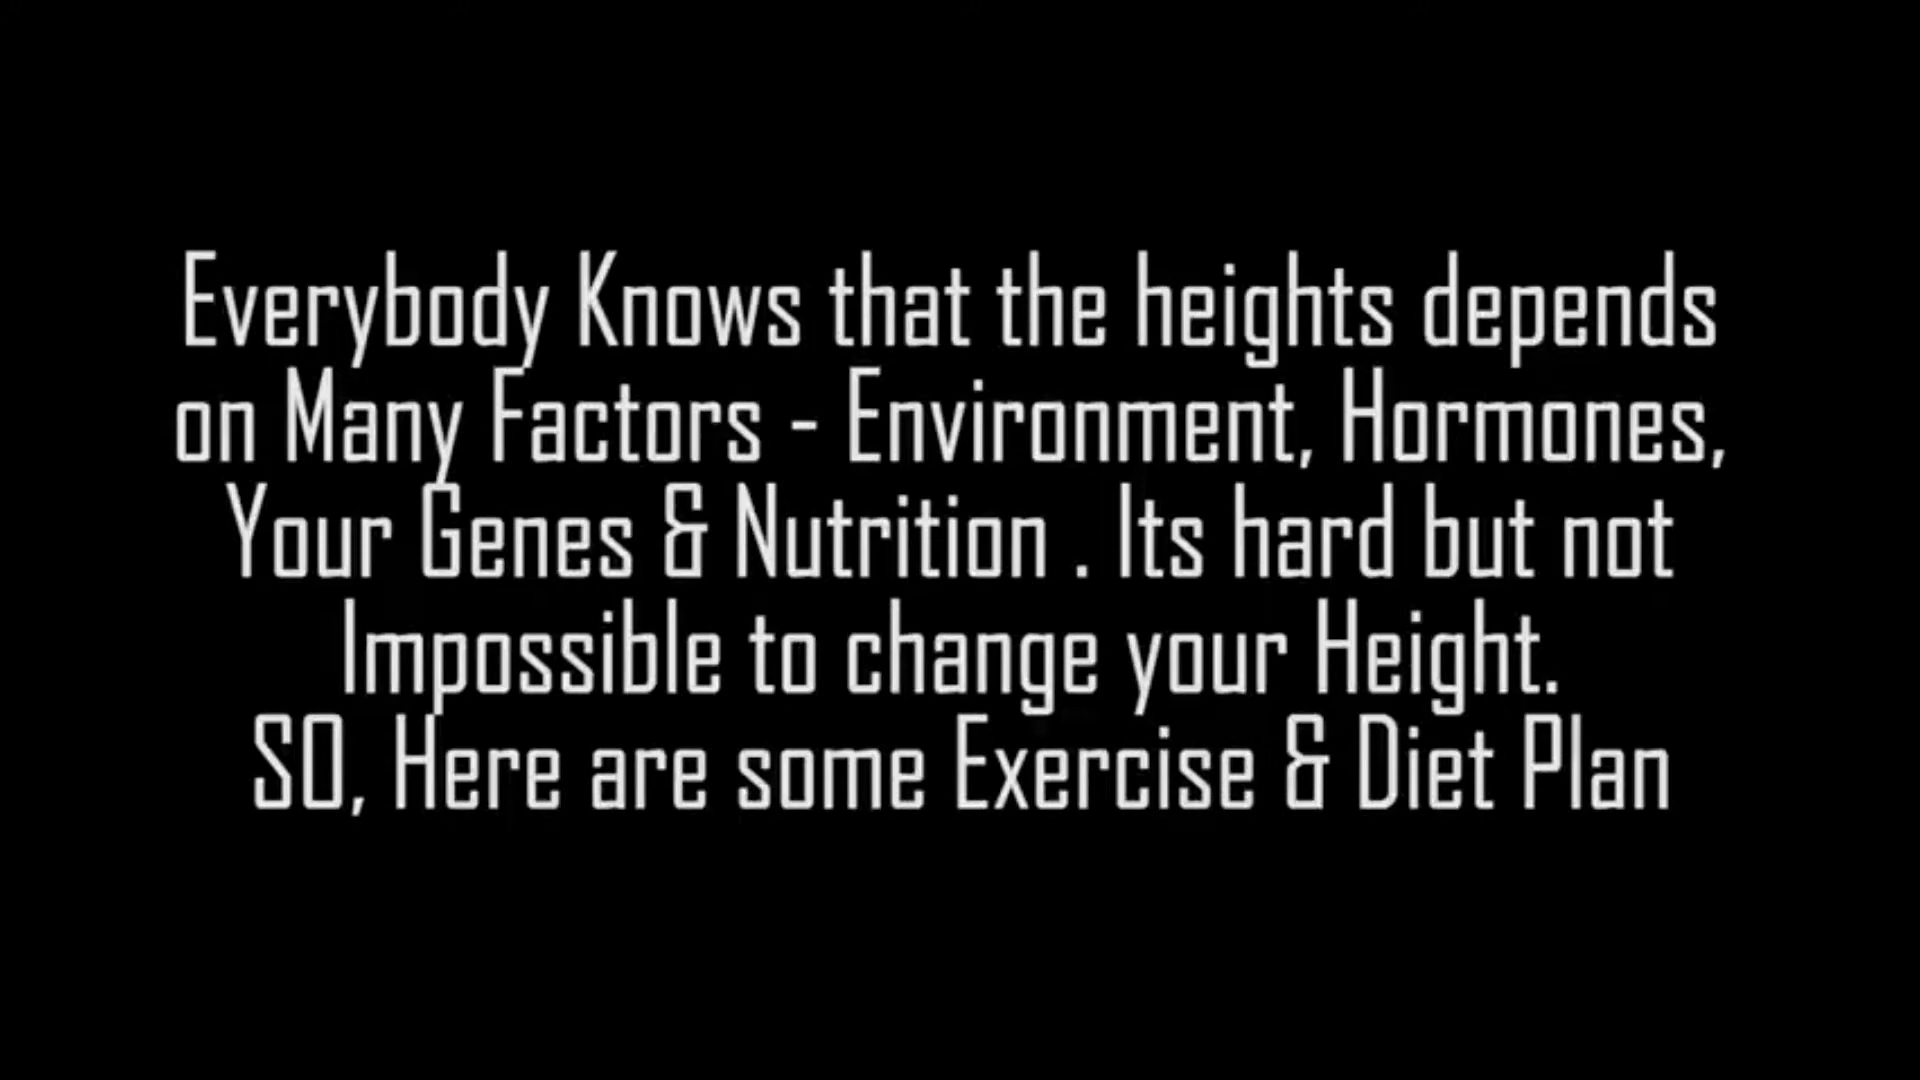 Everybody Knows that the heights depends
on Many Factors - Environment, Hormones,
Your Genes & Nutrition . Its hard but not
Impossible to change your Height.
SO, Here are some Exercise & Diet Plan